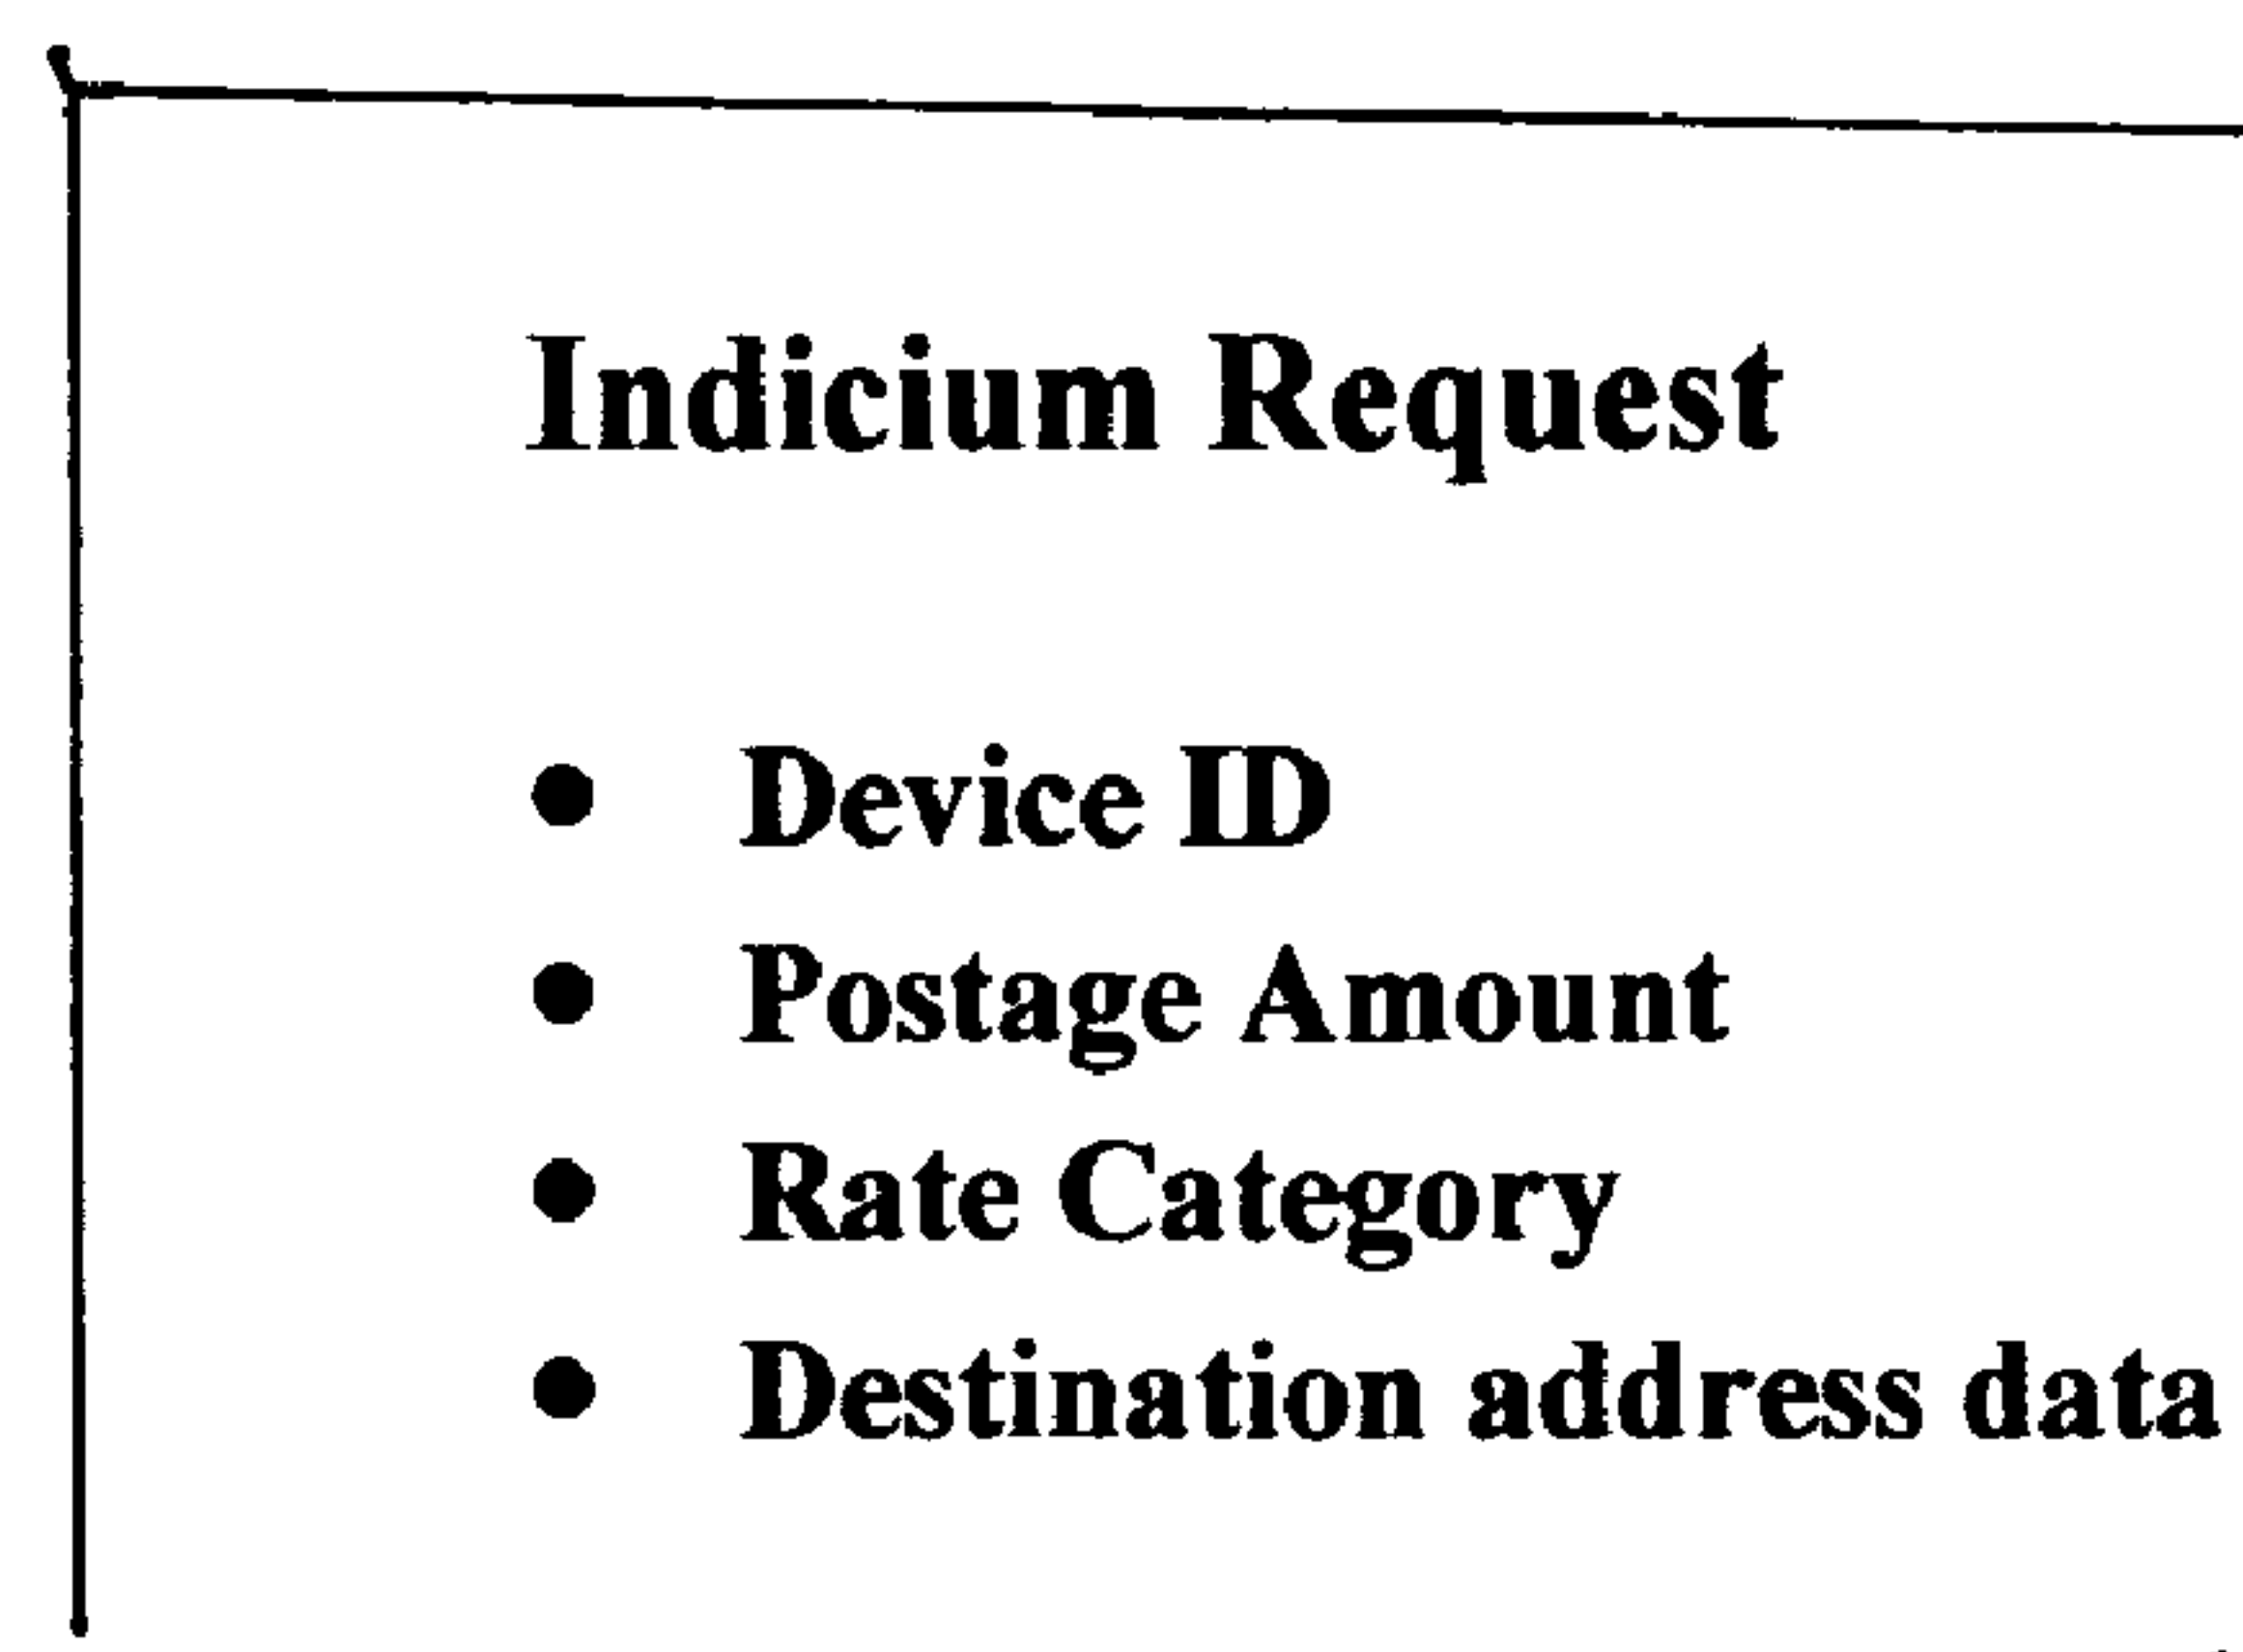 Indicium Request
● Device ID
● Postage Amount
● Rate Category
● Destination address data